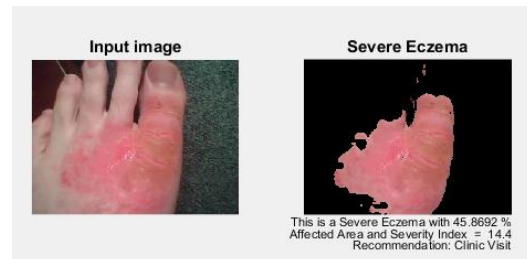 Input image
Severe Eczema
This is a Severe Eczema with 45.8692 %
Affected Area and Severity Index = 14.4
Recommendation: Clinic Visit